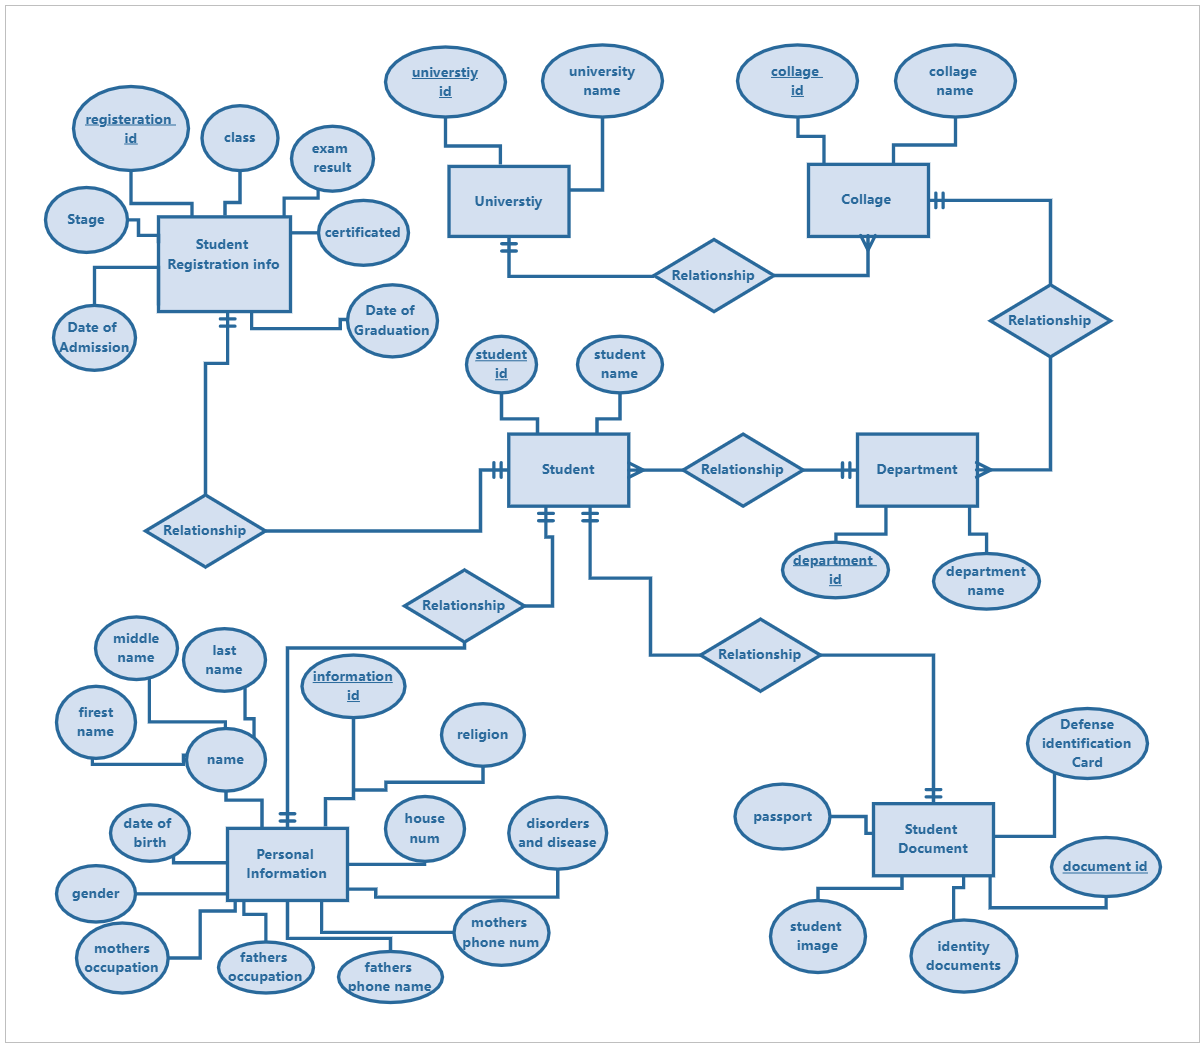 universtiy
id
university
name
collage
id
collage
name
registeration
id
class
exam
result
Stage
certificated
Student
Registration info
Universtiy
Collage
Relationship
Date of
Admission
Date of
Graduation
Relationship
student
id
student
name
Student
Relationship
Department
Relationship
department
id
department
name
Relationship
Relationship
middle
name
last
name
information
id
firest
name
name
religion
Defense
identification
Card
date of
birth
house
num
disorders
and disease
passport
Student
Document
Personal
Information
document id
gender
mothers
occupation
fathers
occupation
fathers
phone name
mothers
phone num
student
image
identity
documents